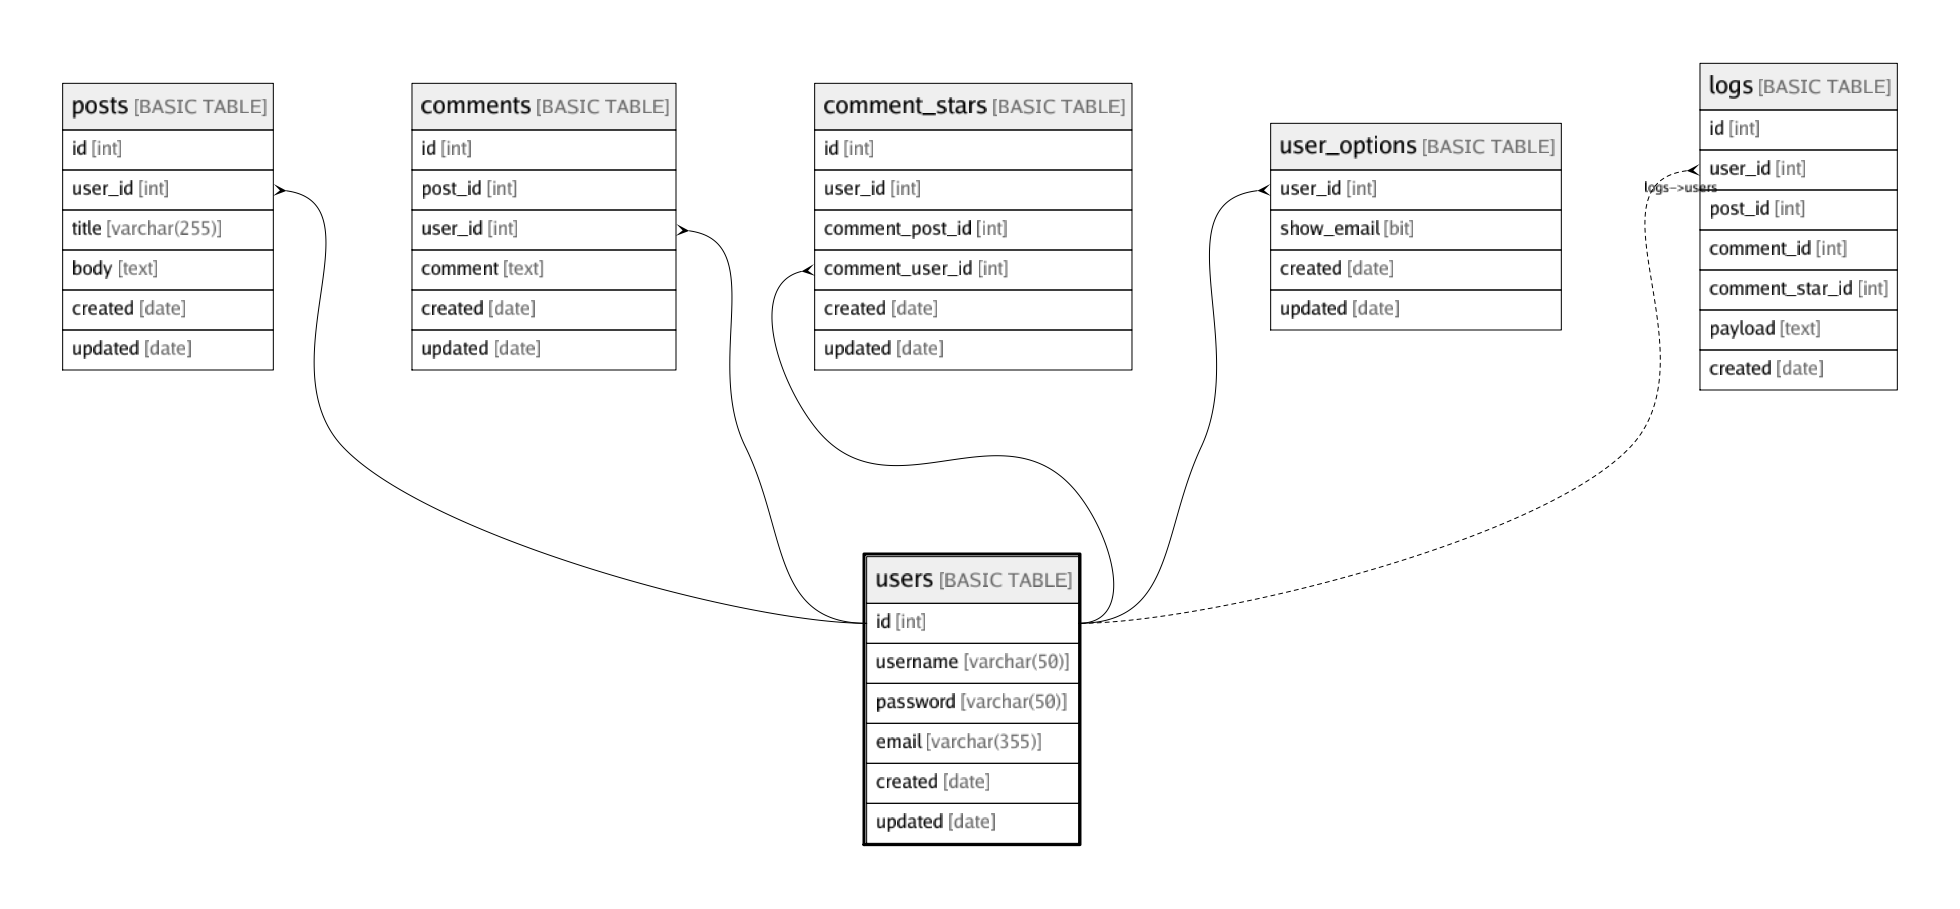 posts [BASIC TABLE]
id [int]
user_id [int]
title [varchar(255)]
body [text]
created [date]
updated [date]
comments [BASIC TABLE]
id [int]
post_id [int]
user_id [int]
comment [text]
created [date]
updated [date]
comment_stars [BASIC TABLE]
id [int]
user_id [int]
comment_post_id [int]
comment_user_id [int]
created [date]
updated [date]
user_options [BASIC TABLE]
user_id [int]
show_email [bit]
created [date]
updated [date]
logs [BASIC TABLE]
id [int]
user_id [int]
logs->users
post_id [int]
comment_id [int]
comment_star_id [int]
payload [text]
created [date]
users [BASIC TABLE]
id [int]
username [varchar(50)]
password [varchar(50)]
email [varchar(355)]
created [date]
updated [date]